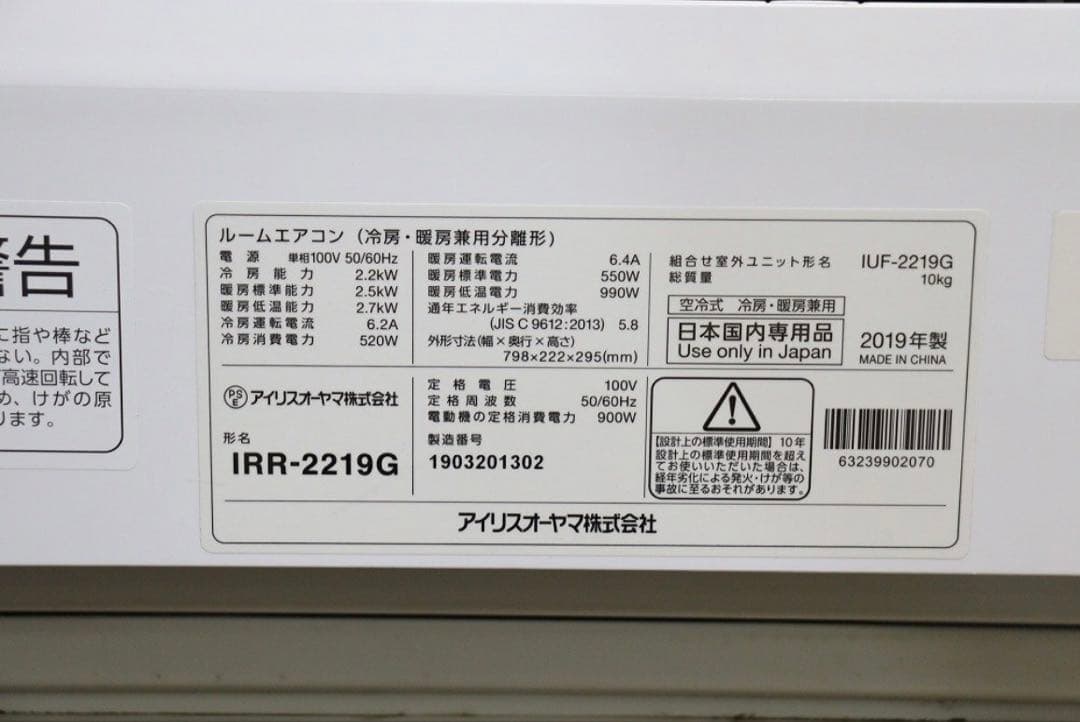 警告
に指や棒など
ない。内部で
高速回転して
め、けがの原
ります。
ルームエアコン（冷房・暖房兼用分離形）
電源 単相100V 50/60Hz
冷房能力 2.2kW
暖房標準能力 2.5kW
暖房低温能力 2.7kW
冷房運転電流 6.2A
冷房消費電力 520W
暖房運転電流 6.4A
暖房標準電力 550W
暖房低温電力 990W
通年エネルギー消費効率
(JIS C 9612:2013) 5.8
外形寸法(幅×奥行×高さ)
798×222×295(mm)
組合せ室外ユニット形名 IUF-2219G
総質量 10kg
空冷式 冷房・暖房兼用
日本国内専用品
Use only in Japan
2019年製
MADE IN CHINA
PSE アイリスオーヤマ株式会社
形名
IRR-2219G
定格電圧 100V
定格周波数 50/60Hz
電動機の定格消費電力 900W
製造番号
1903201302
【設計上の標準使用期間】10年
設計上の標準使用期間を超え
てお使いいただいた場合は、
経年劣化による発火・けが等の
事故に至るおそれがあります。
63239902070
アイリスオーヤマ株式会社